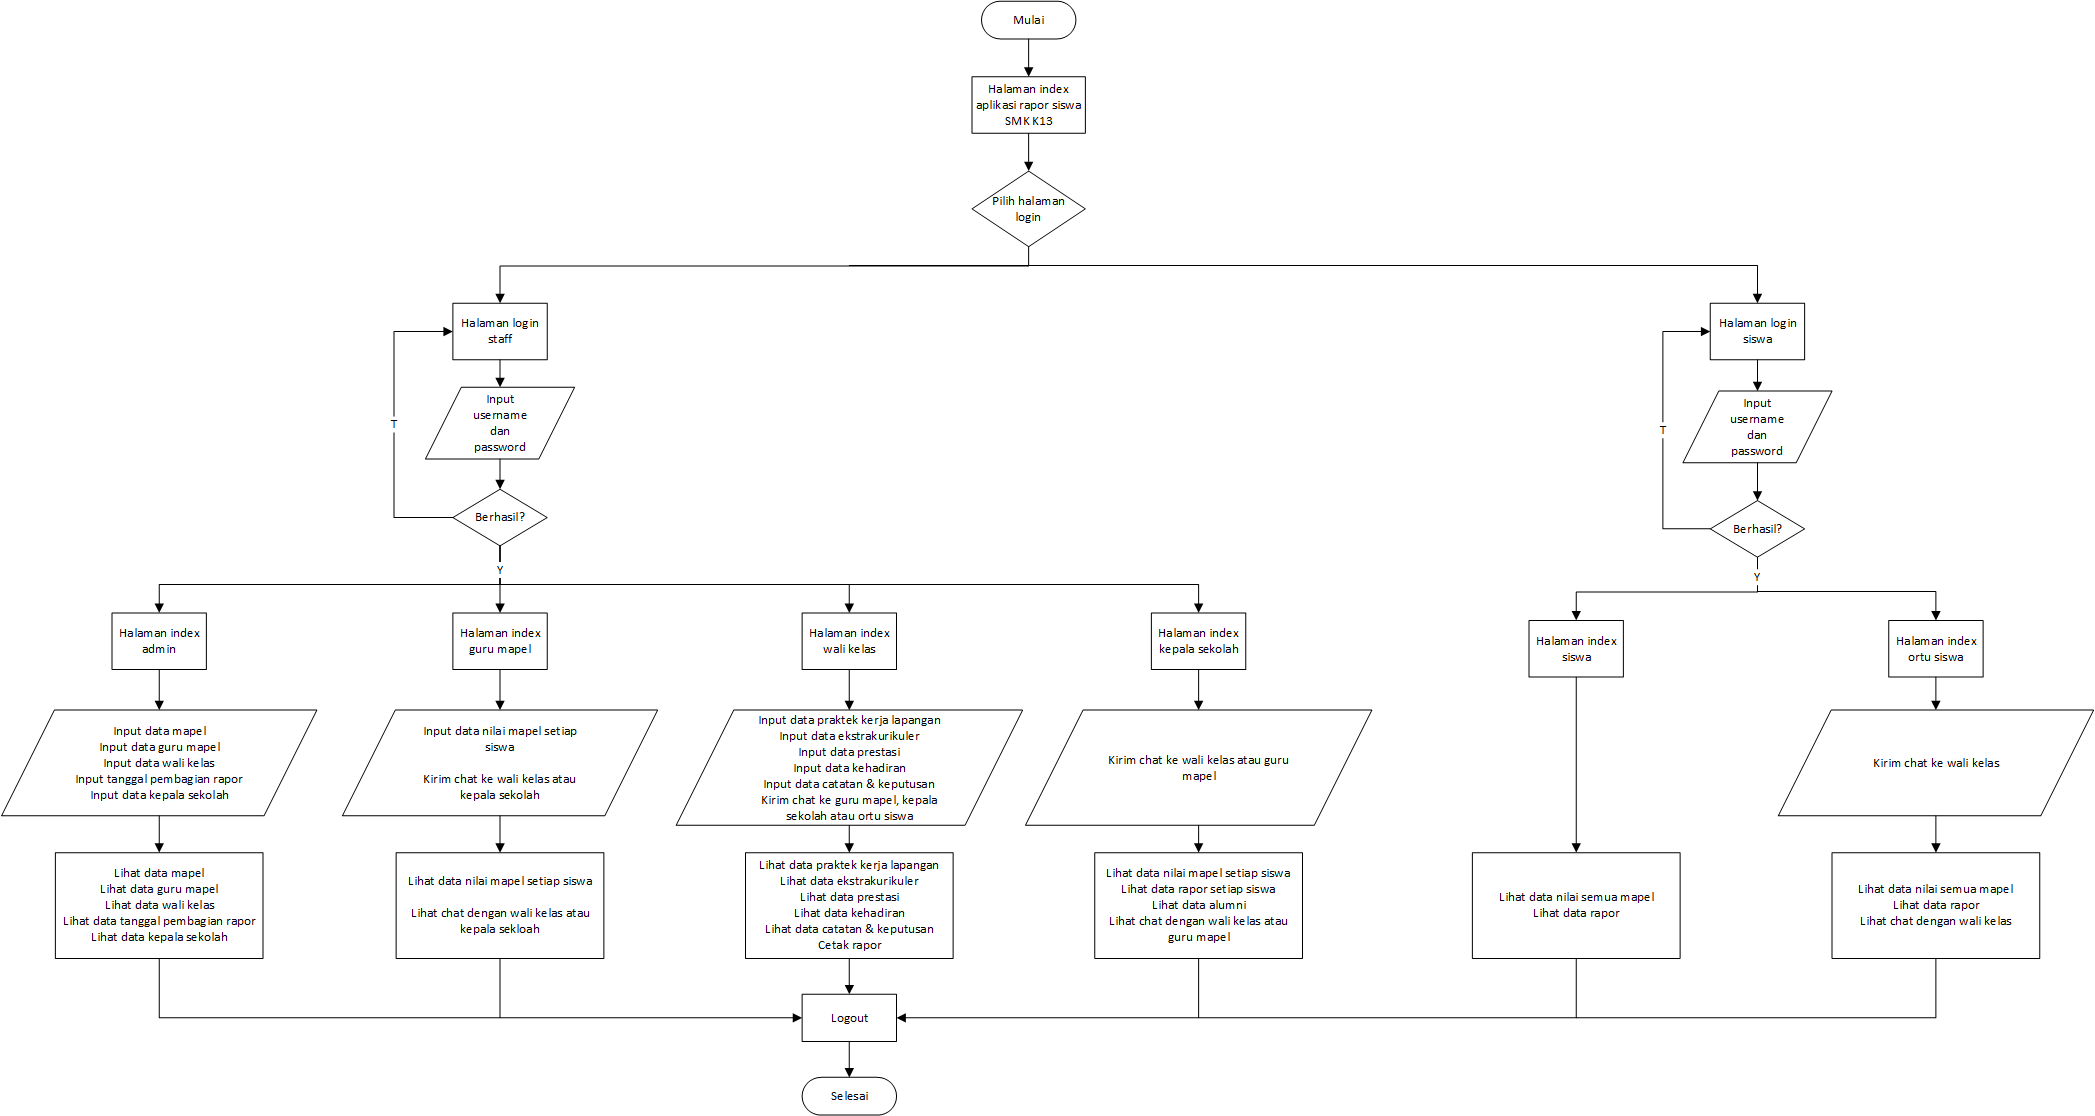 Mulai
Halaman index
aplikasi rapor siswa
SMK K13
Pilih halaman
login
Halaman login
staff
Halaman login
siswa
Input
username
dan
password
T
Input
username
dan
password
T
Berhasil?
Y
Berhasil?
Y
Halaman index
admin
Halaman index
guru mapel
Halaman index
wali kelas
Halaman index
kepala sekolah
Halaman index
siswa
Halaman index
ortu siswa
Input data mapel
Input data guru mapel
Input data wali kelas
Input tanggal pembagian rapor
Input data kepala sekolah
Input data nilai mapel setiap
siswa
Kirim chat ke wali kelas atau
kepala sekolah
Input data praktek kerja lapangan
Input data ekstrakurikuler
Input data prestasi
Input data kehadiran
Input data catatan & keputusan
Kirim chat ke guru mapel, kepala
sekolah atau ortu siswa
Kirim chat ke wali kelas atau guru
mapel
Kirim chat ke wali kelas
Lihat data mapel
Lihat data guru mapel
Lihat data wali kelas
Lihat data tanggal pembagian rapor
Lihat data kepala sekolah
Lihat data nilai mapel setiap siswa
Lihat chat dengan wali kelas atau
kepala sekloah
Lihat data praktek kerja lapangan
Lihat data ekstrakurikuler
Lihat data prestasi
Lihat data kehadiran
Lihat data catatan & keputusan
Cetak rapor
Lihat data nilai mapel setiap siswa
Lihat data rapor setiap siswa
Lihat data alumni
Lihat chat dengan wali kelas atau
guru mapel
Lihat data nilai semua mapel
Lihat data rapor
Lihat data nilai semua mapel
Lihat data rapor
Lihat chat dengan wali kelas
Logout
Selesai